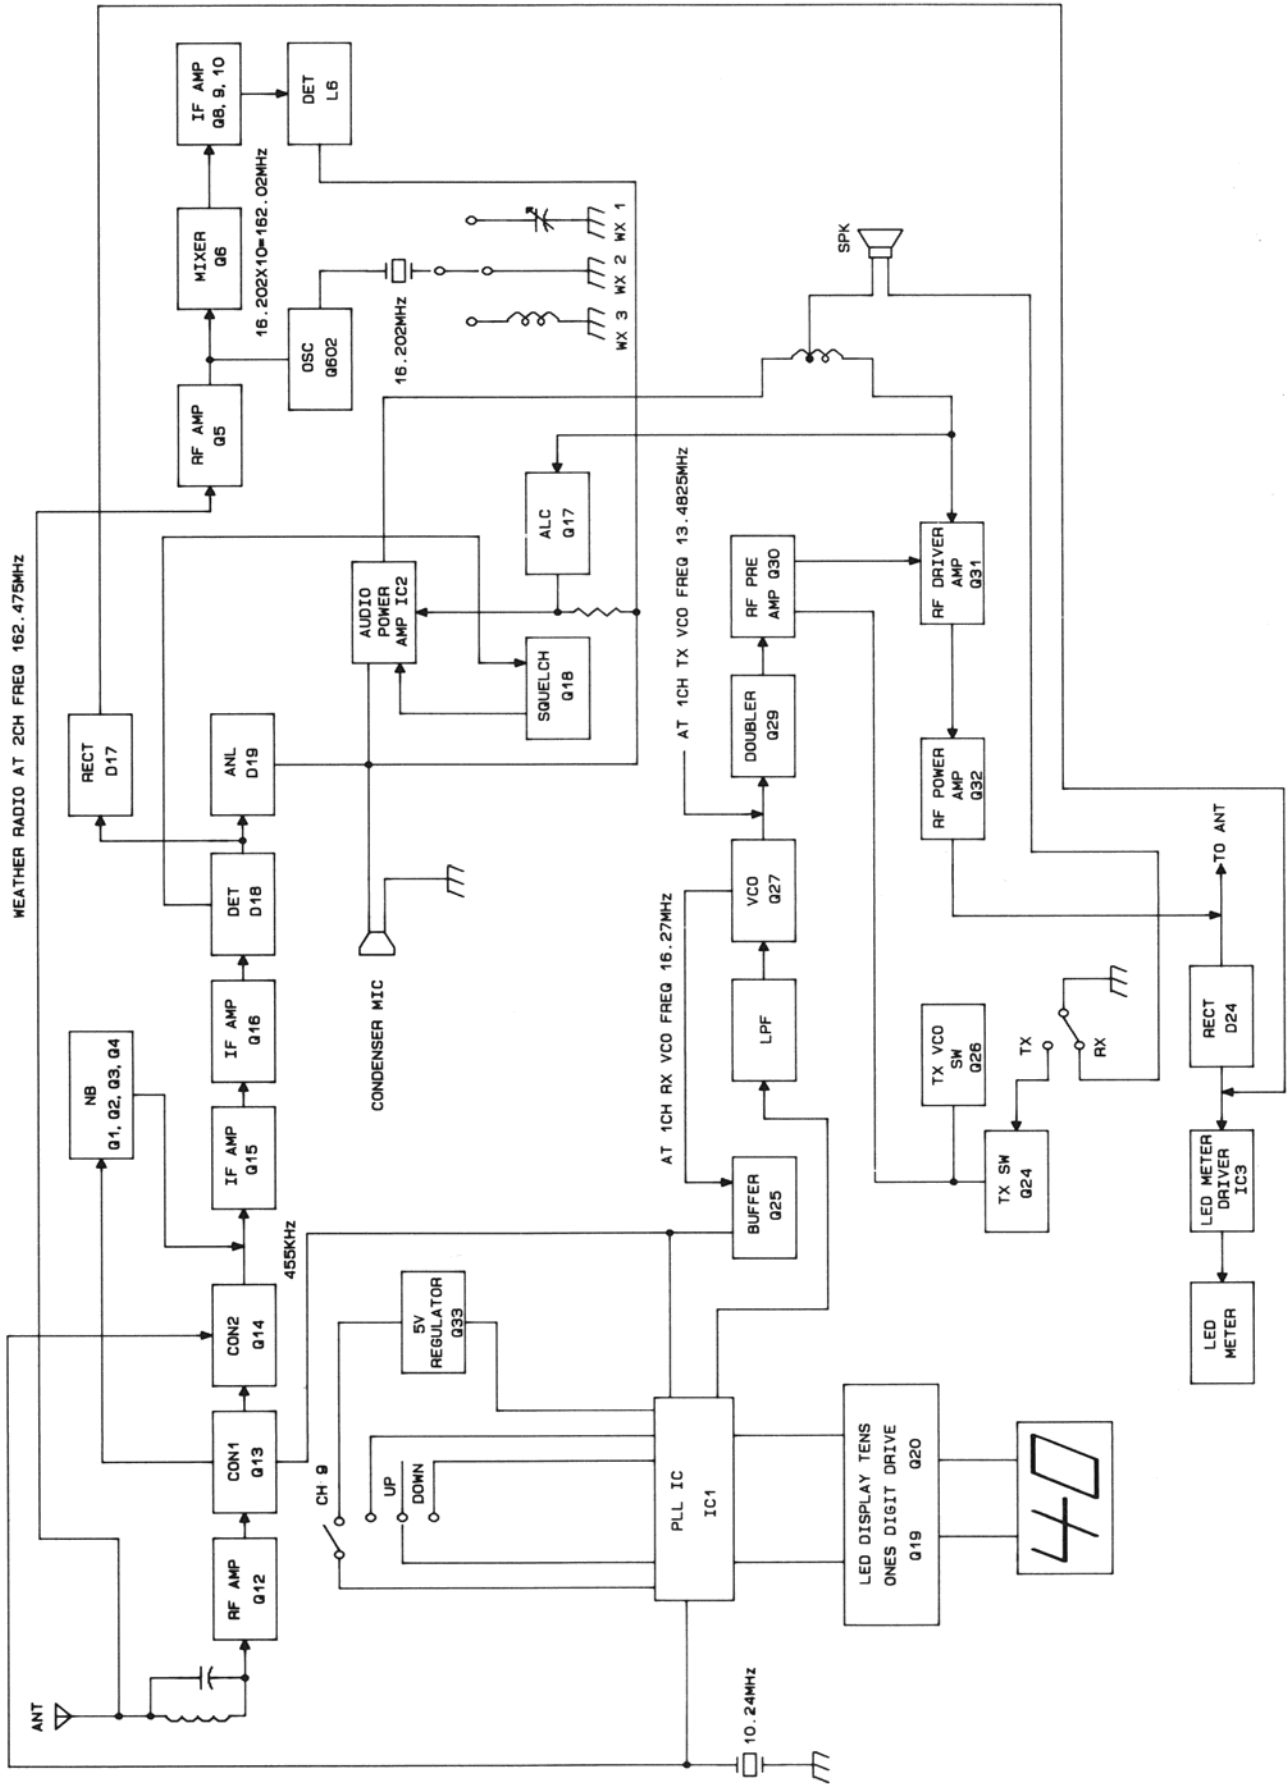 WEATHER RADIO AT 2CH FREQ 162.475MHz
ANT
RF AMP
Q12
CON1
Q13
CON2
Q14
455KHz
NB
Q1, Q2, Q3, Q4
IF AMP
Q15
IF AMP
Q16
DET
D18
RECT
D17
ANL
D19
RF AMP
Q5
MIXER
Q6
IF AMP
Q8, 9, 10
DET
L6
16.202X10=162.02MHz
OSC
Q602
16.202MHz
WX 3
WX 2
WX 1
CONDENSER MIC
AUDIO
POWER
AMP IC2
SQUELCH
Q18
ALC
Q17
SPK
CH 9
UP
DOWN
5V
REGULATOR
Q33
PLL IC
IC1
10.24MHz
LED DISPLAY TENS
ONES DIGIT DRIVE
Q19
Q20
40
AT 1CH RX VCO FREQ 16.27MHz
AT 1CH TX VCO FREQ 13.4825MHz
BUFFER
Q25
LPF
VCO
Q27
DOUBLER
Q29
RF PRE
AMP Q30
RF DRIVER
AMP
Q31
RF POWER
AMP
Q32
TX VCO
SW
Q26
TX SW
Q24
TX
RX
TO ANT
RECT
D24
LED METER
DRIVER
IC3
LED
METER